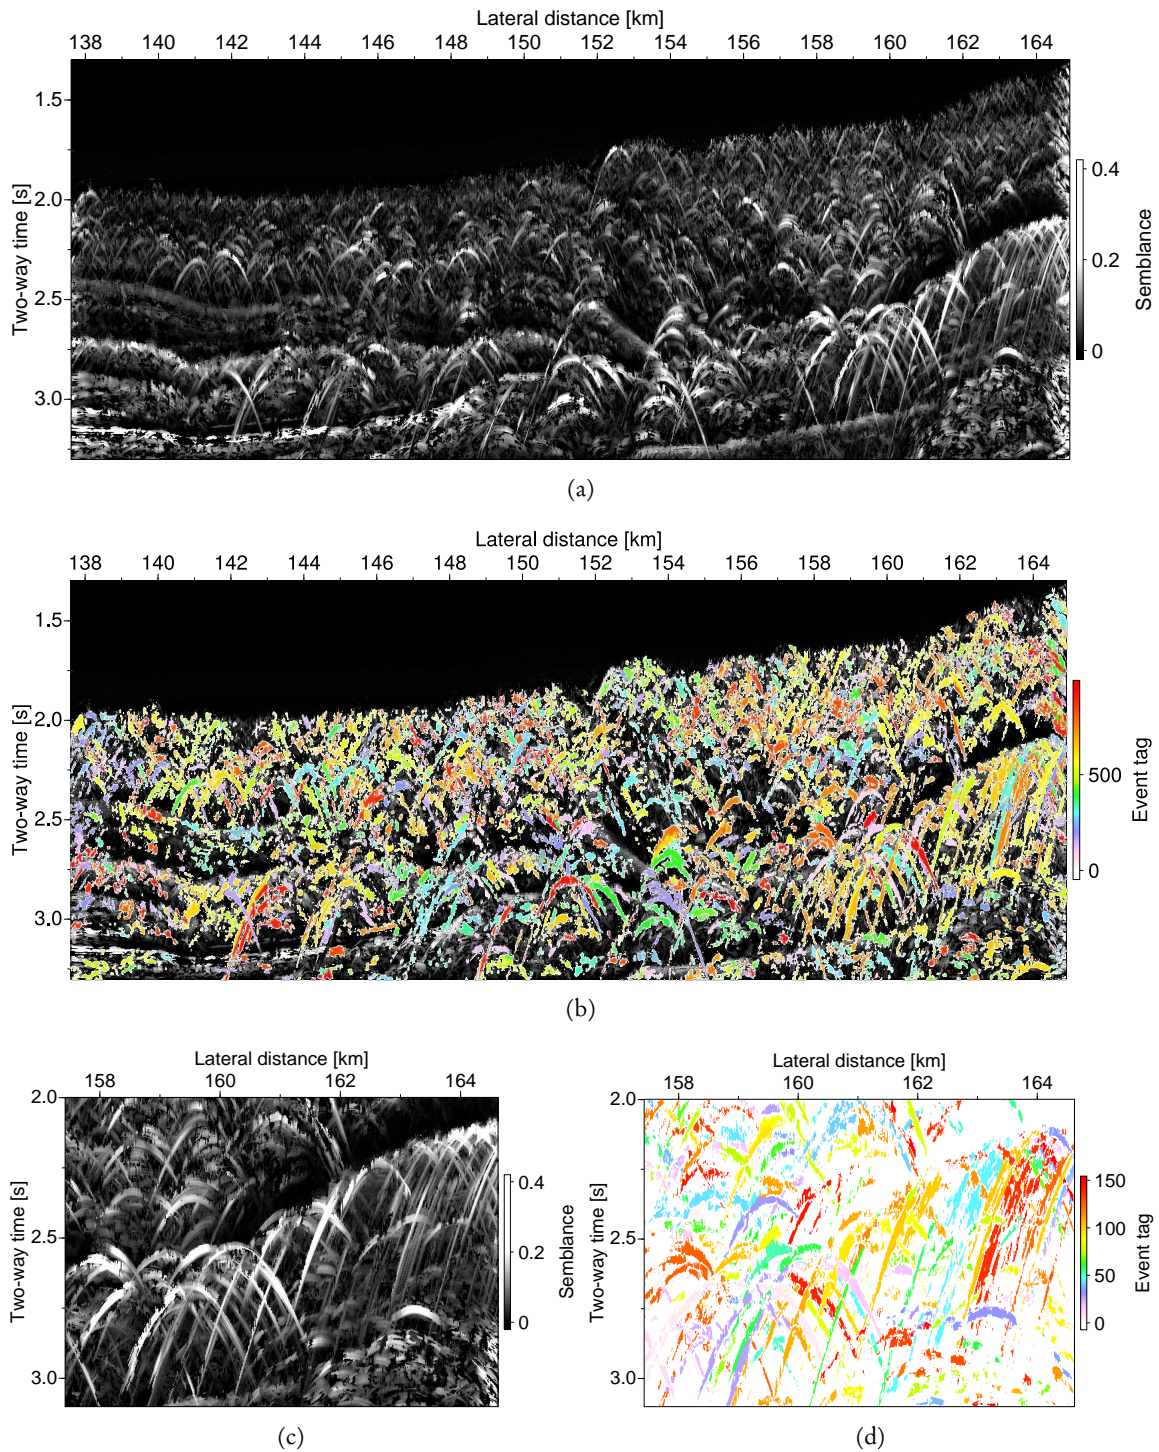 Lateral distance [km]
138 140 142 144 146 148 150 152 154 156 158 160 162 164
1.5
2.0
2.5
3.0
Two-way time [s]
0.4
0.2
0
Semblance
(a)
Lateral distance [km]
138 140 142 144 146 148 150 152 154 156 158 160 162 164
1.5
2.0
2.5
3.0
Two-way time [s]
500
0
Event tag
(b)
Lateral distance [km]
158 160 162 164
2.0
2.5
3.0
Two-way time [s]
0.4
0.2
0
Semblance
(c)
Lateral distance [km]
158 160 162 164
2.0
2.5
3.0
Two-way time [s]
150
100
50
0
Event tag
(d)